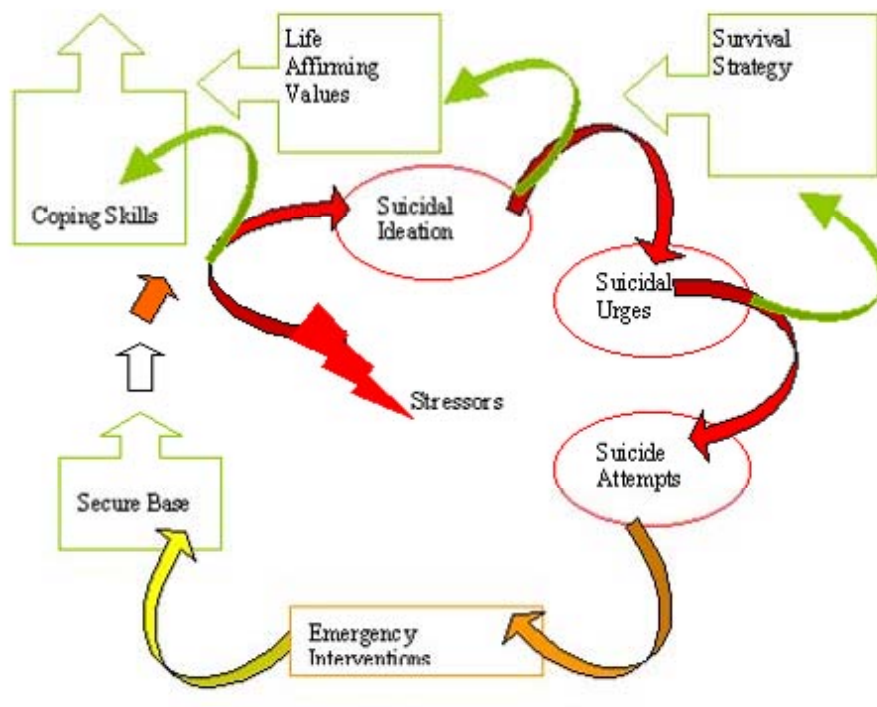 Life
Affirming
Values
Survival
Strategy
Coping Skills
Suicidal
Ideation
Suicidal
Urges
Stressors
Suicide
Attempts
Secure Base
Emergency
Interventions